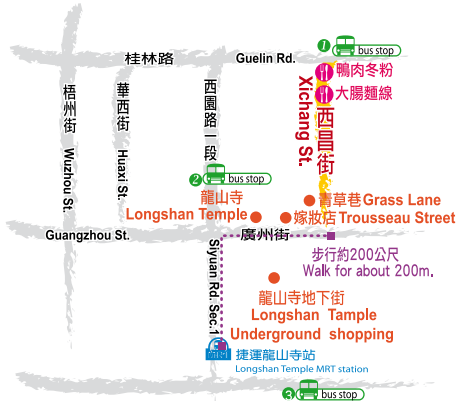 1 bus stop
桂林路 Guelin Rd.
鴨肉冬粉
大腸麵線
梧州街
Wuzhou St.
華西街
Huaxi St.
西園路一段
Siyuan Rd. Sec.1
西昌街
Xichang St.
2 bus stop
龍山寺
Longshan Temple
青草巷 Grass Lane
嫁妝店 Trousseau Street
Guangzhou St. 廣州街
步行約200公尺
Walk for about 200m.
龍山寺地下街
Longshan Tample
Underground shopping
捷運龍山寺站
Longshan Temple MRT station
3 bus stop